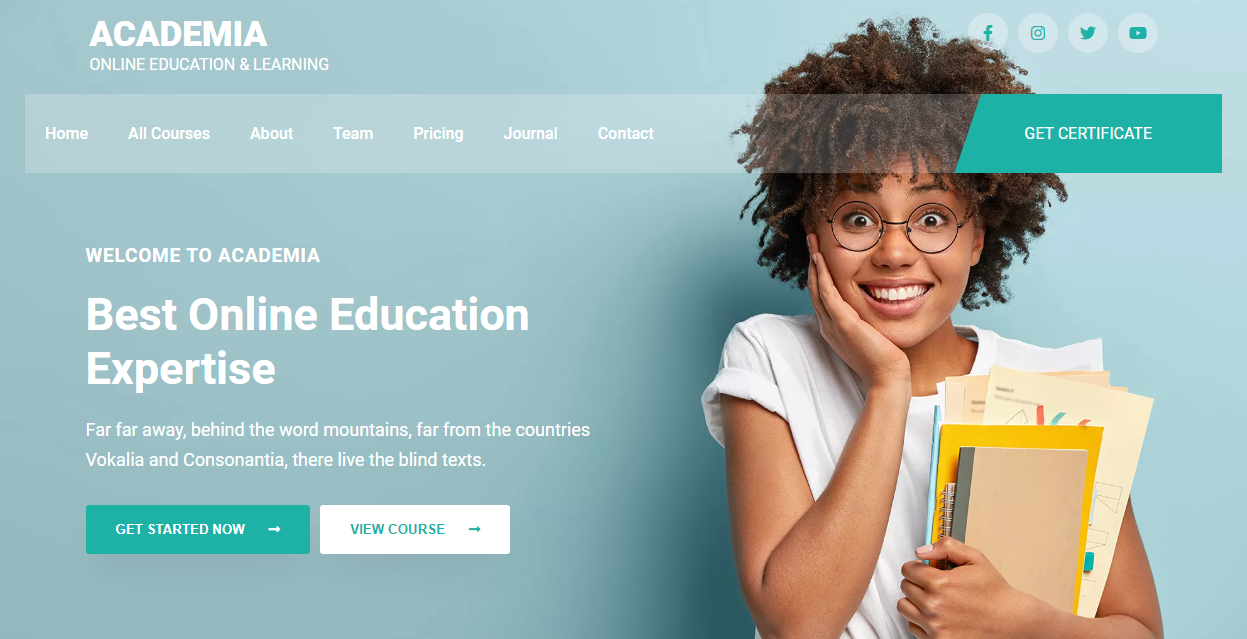 ACADEMIA
ONLINE EDUCATION & LEARNING
Home All Courses About Team Pricing Journal Contact GET CERTIFICATE
WELCOME TO ACADEMIA
Best Online Education
Expertise
Far far away, behind the word mountains, far from the countries
Vokalia and Consonantia, there live the blind texts.
GET STARTED NOW VIEW COURSE